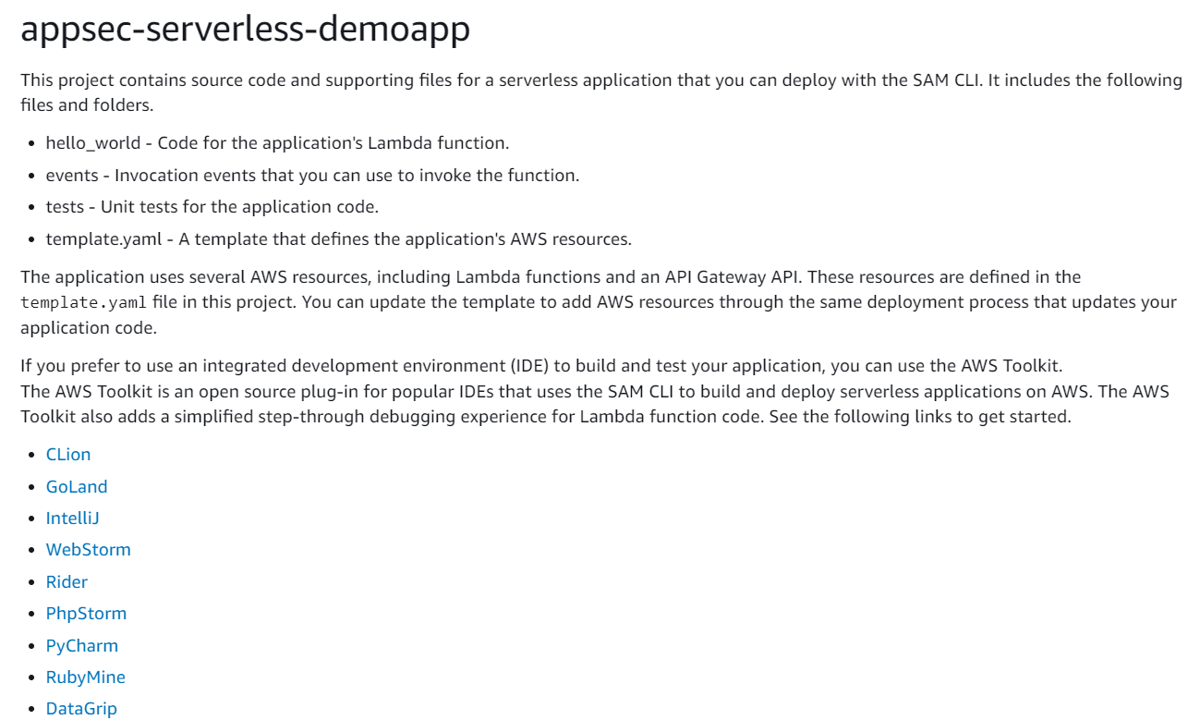 appsec-serverless-demoapp
This project contains source code and supporting files for a serverless application that you can deploy with the SAM CLI. It includes the following
files and folders.
• hello_world - Code for the application's Lambda function.
• events - Invocation events that you can use to invoke the function.
• tests - Unit tests for the application code.
• template.yaml - A template that defines the application's AWS resources.
The application uses several AWS resources, including Lambda functions and an API Gateway API. These resources are defined in the
template.yaml file in this project. You can update the template to add AWS resources through the same deployment process that updates your
application code.
If you prefer to use an integrated development environment (IDE) to build and test your application, you can use the AWS Toolkit.
The AWS Toolkit is an open source plug-in for popular IDEs that uses the SAM CLI to build and deploy serverless applications on AWS. The AWS
Toolkit also adds a simplified step-through debugging experience for Lambda function code. See the following links to get started.
• CLion
• GoLand
• IntelliJ
• WebStorm
• Rider
• PhpStorm
• PyCharm
• RubyMine
• DataGrip